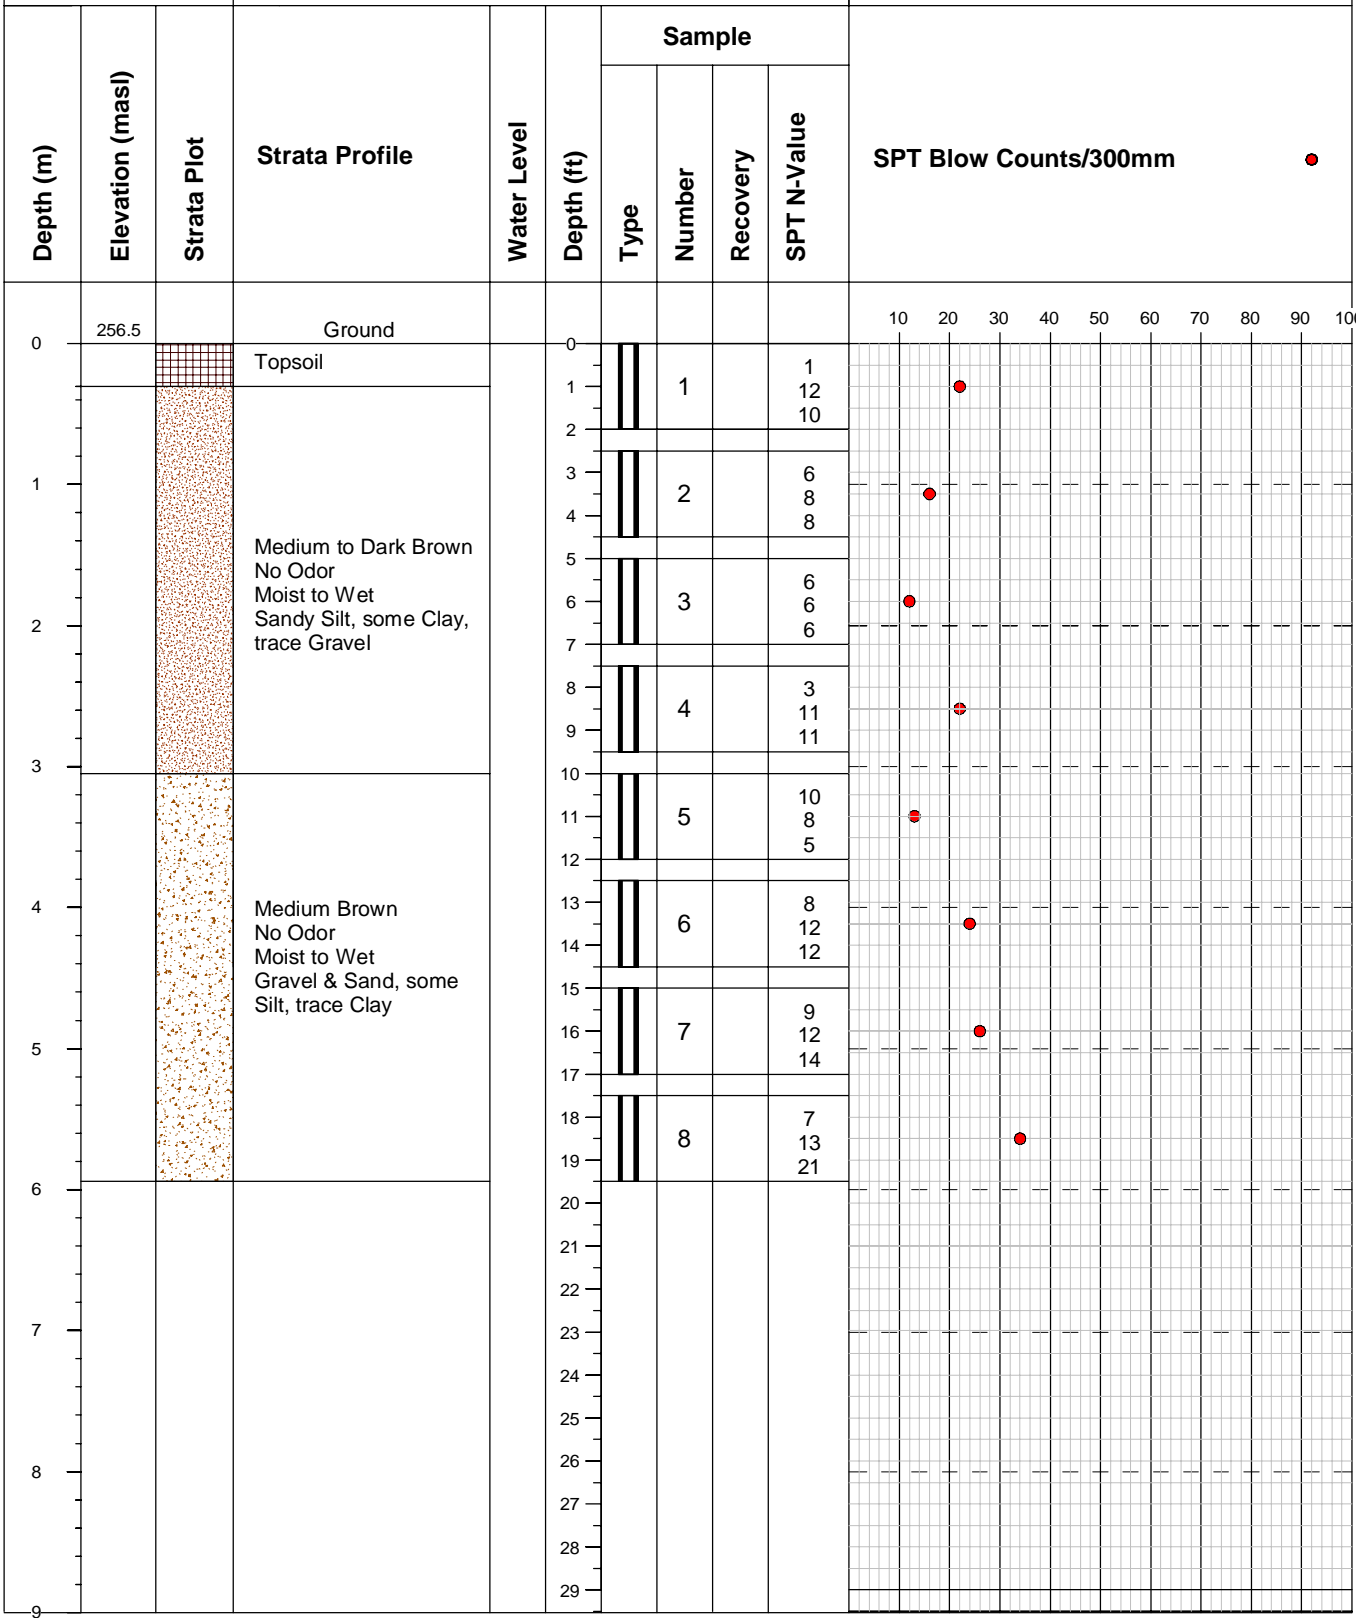 Depth (m)
Elevation (masl)
Strata Plot
Strata Profile
Water Level
Depth (ft)
Sample
Type
Number
Recovery
SPT N-Value
SPT Blow Counts/300mm
10 20 30 40 50 60 70 80 90 100
256.5
Ground
Topsoil
Medium to Dark Brown
No Odor
Moist to Wet
Sandy Silt, some Clay,
trace Gravel
Medium Brown
No Odor
Moist to Wet
Gravel & Sand, some
Silt, trace Clay
0
1
2
3
4
5
6
7
8
9
0
1
2
3
4
5
6
7
8
9
10
11
12
13
14
15
16
17
18
19
20
21
22
23
24
25
26
27
28
29
1
1
12
10
2
6
8
8
3
6
6
6
4
3
11
11
5
10
8
5
6
8
12
12
7
9
12
14
8
7
13
21